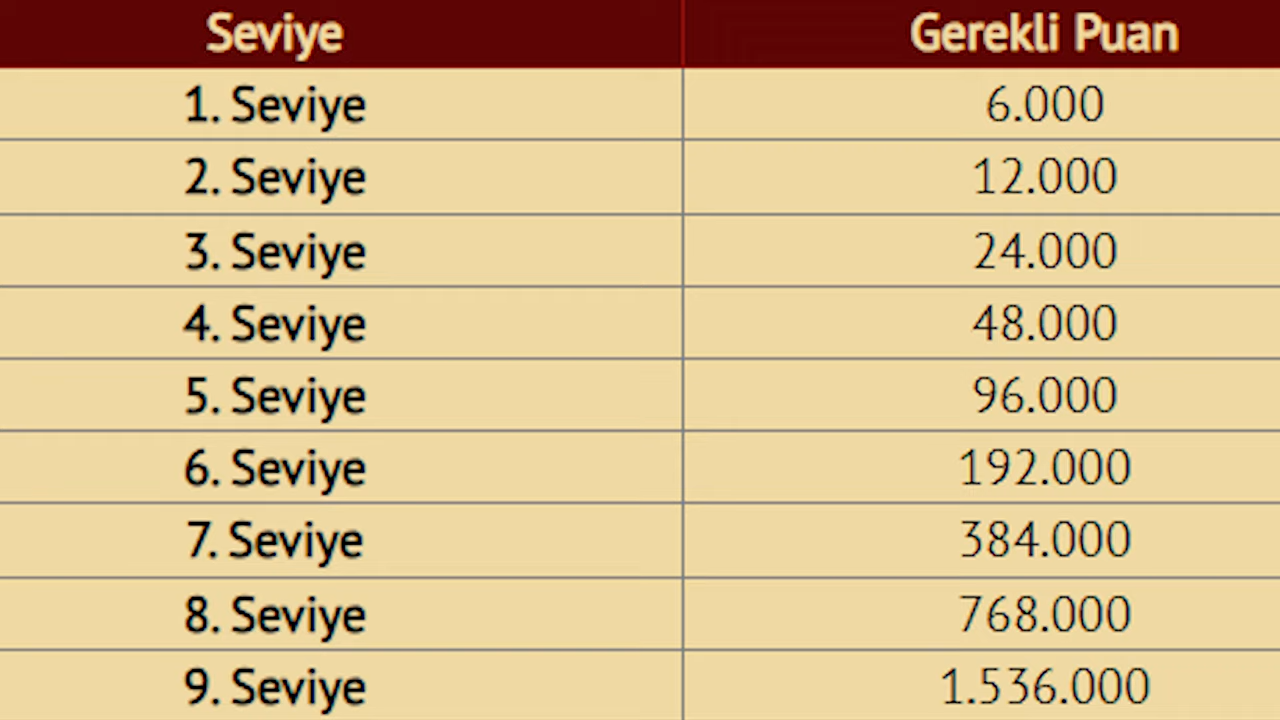 Seviye Gerekli Puan
1. Seviye 6.000
2. Seviye 12.000
3. Seviye 24.000
4. Seviye 48.000
5. Seviye 96.000
6. Seviye 192.000
7. Seviye 384.000
8. Seviye 768.000
9. Seviye 1.536.000